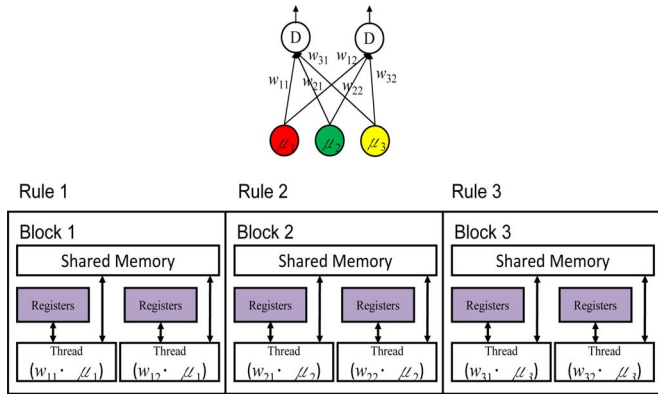 D D
w31 w12
w11 w21 w22 w32
μ1 μ2 μ3
Rule 1 Rule 2 Rule 3
Block 1 Block 2 Block 3
Shared Memory Shared Memory Shared Memory
Registers Registers Registers Registers Registers Registers
Thread Thread Thread Thread Thread Thread
(w11· μ1) (w12· μ1) (w21· μ2) (w22· μ2) (w31· μ3) (w32· μ3)